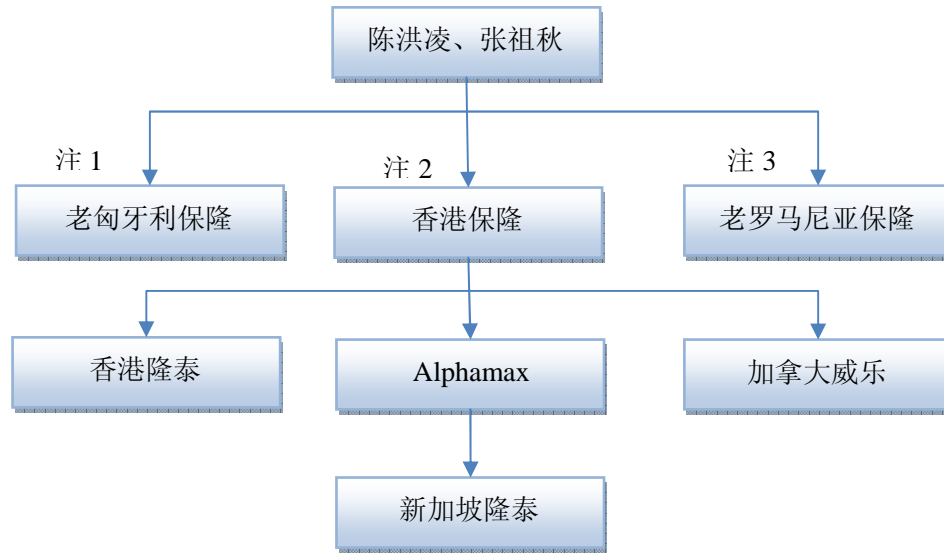 陈洪凌、张祖秋
注 1
注 2
注 3
老匈牙利保隆
香港保隆
老罗马尼亚保隆
香港隆泰
Alphamax
加拿大威乐
新加坡隆泰